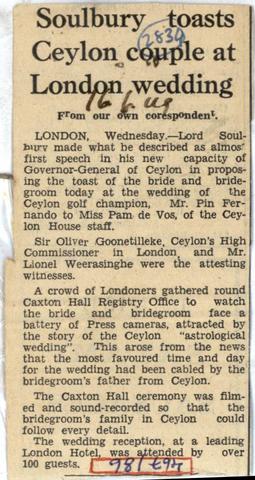 Soulbury toasts
Ceylon couple at
2834
London wedding
16 6 49
From our own corespondent.
LONDON, Wednesday.—Lord Soul-
bury made what be described as almos'
first speech in his new capacity of
Governor-General of Ceylon in propos-
ing the toast of the bride and bride-
groom today at the wedding of the
Ceylon golf champion, Mr. Pin Fer-
nando to Miss Pam de Vos, of the Cey-
lon House staff.
Sir Oliver Goonetilleke, Ceylon's High
Commissioner in London and Mr.
Lionel Weerasinghe were the attesting
witnesses.
A crowd of Londoners gathered round
Caxton Hall Registry Office to watch
the bride and bridegroom face a
battery of Press cameras, attracted by
the story of the Ceylon "astrological
wedding". This arose from the news
that the most favoured time and day
for the wedding had been cabled by the
bridegroom's father from Ceylon.
The Caxton Hall ceremony was film-
ed and sound-recorded so that the
bridegroom's family in Ceylon could
follow every detail.
The wedding reception, at a leading
London Hotel, was attended by over
100 guests.